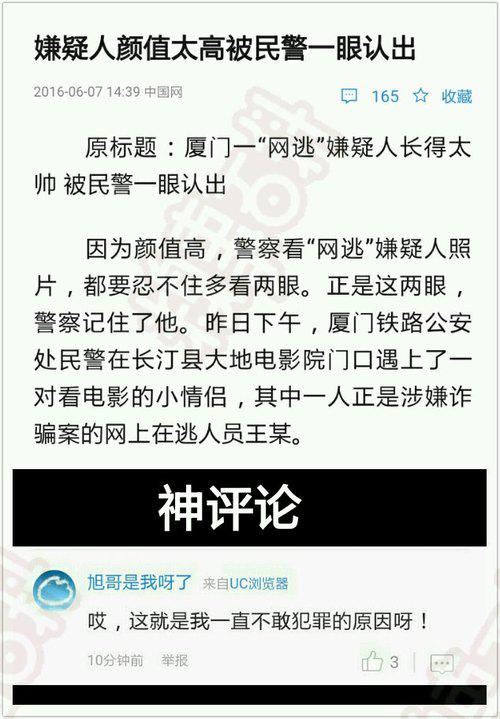 嫌疑人颜值太高被民警一眼认出
2016-06-07 14:39 中国网 165 收藏
原标题：厦门一“网逃”嫌疑人长得太
帅 被民警一眼认出
因为颜值高，警察看“网逃”嫌疑人照
片，都要忍不住多看两眼。正是这两眼，
警察记住了他。昨日下午，厦门铁路公安
处民警在长汀县大地电影院门口遇上了一
对看电影的小情侣，其中一人正是涉嫌诈
骗案的网上在逃人员王某。
神评论
旭哥是我呀了 来自UC浏览器
哎，这就是我一直不敢犯罪的原因呀！
10分钟前 举报 3